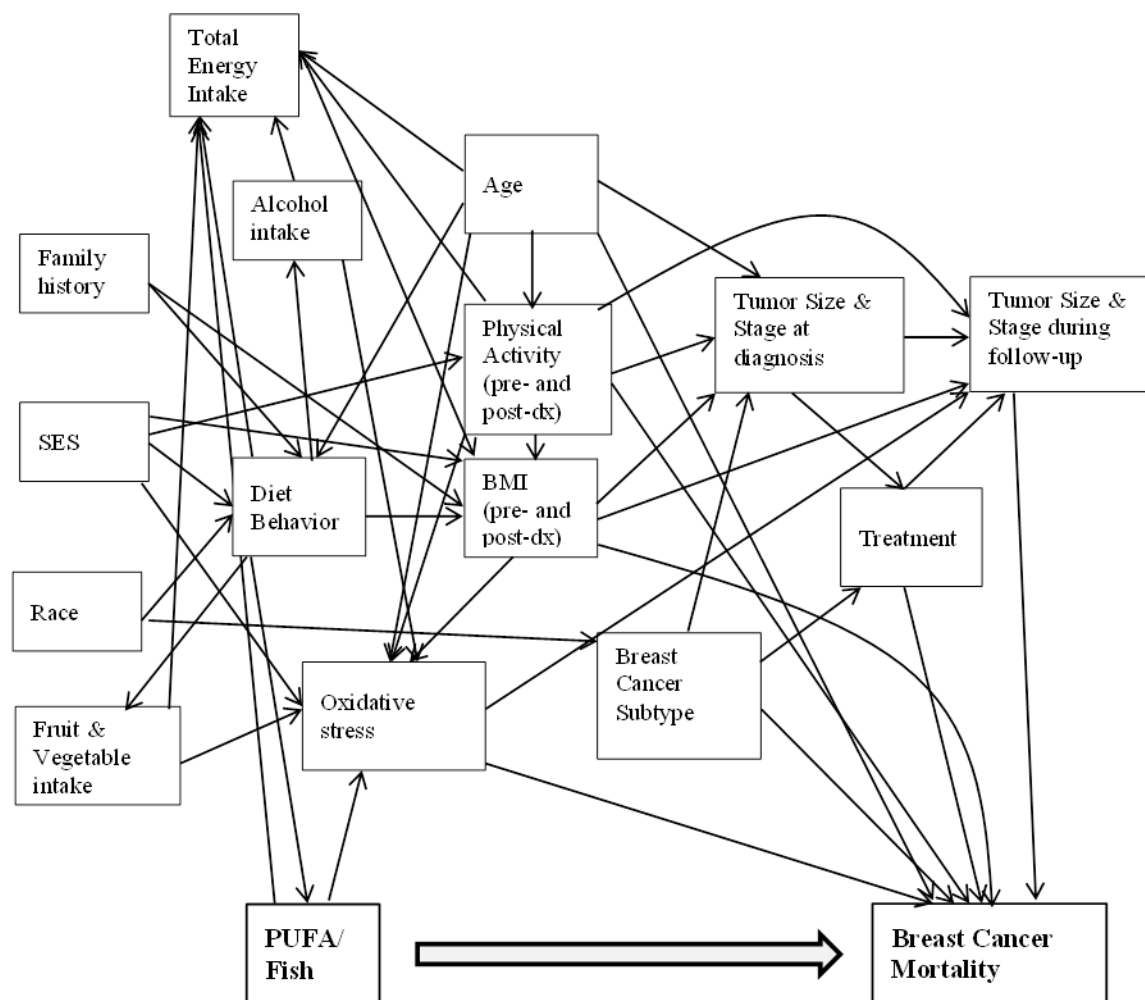 Total
Energy
Intake
Age
Alcohol
intake
Family
history
Physical
Activity
(pre- and
post-dx)
Tumor Size &
Stage at
diagnosis
Tumor Size &
Stage during
follow-up
SES
Diet
Behavior
BMI
(pre- and
post-dx)
Treatment
Race
Breast
Cancer
Subtype
Oxidative
stress
Fruit &
Vegetable
intake
PUFA/
Fish
Breast Cancer
Mortality